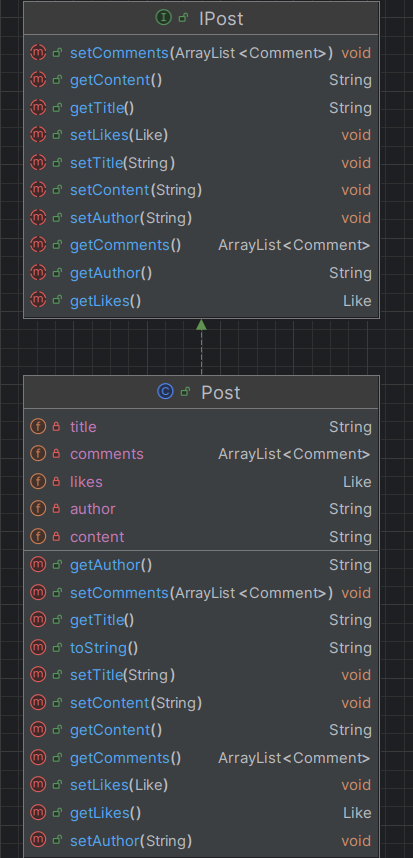 IPost
setComments(ArrayList<Comment>) void
getContent() String
getTitle() String
setLikes(Like) void
setTitle(String) void
setContent(String) void
setAuthor(String) void
getComments() ArrayList<Comment>
getAuthor() String
getLikes() Like
Post
title String
comments ArrayList<Comment>
likes Like
author String
content String
getAuthor() String
setComments(ArrayList<Comment>) void
getTitle() String
toString() String
setTitle(String) void
setContent(String) void
getContent() String
getComments() ArrayList<Comment>
setLikes(Like) void
getLikes() Like
setAuthor(String) void